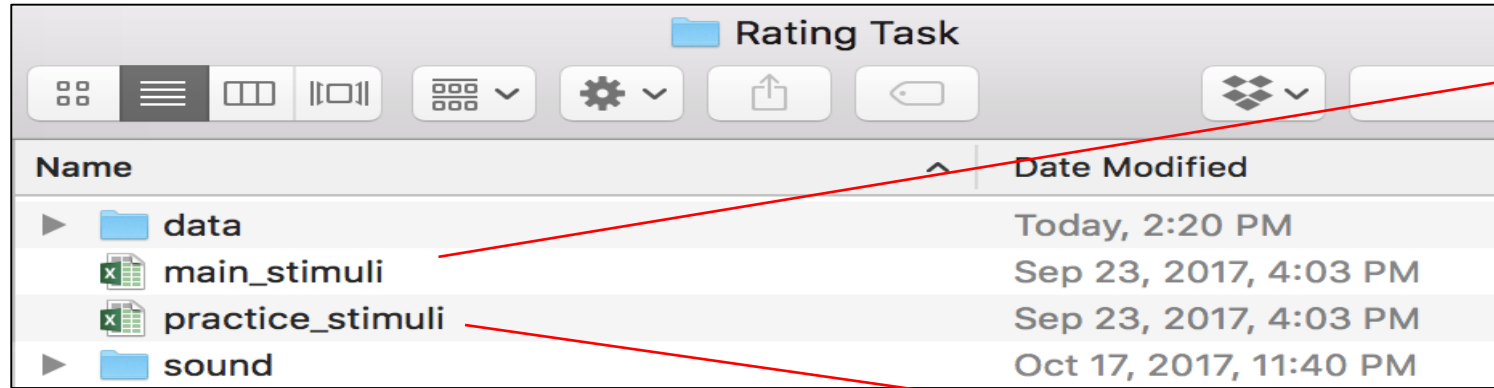 Rating Task
Name Date Modified
data Today, 2:20 PM
main_stimuli Sep 23, 2017, 4:03 PM
practice_stimuli Sep 23, 2017, 4:03 PM
sound Oct 17, 2017, 11:40 PM